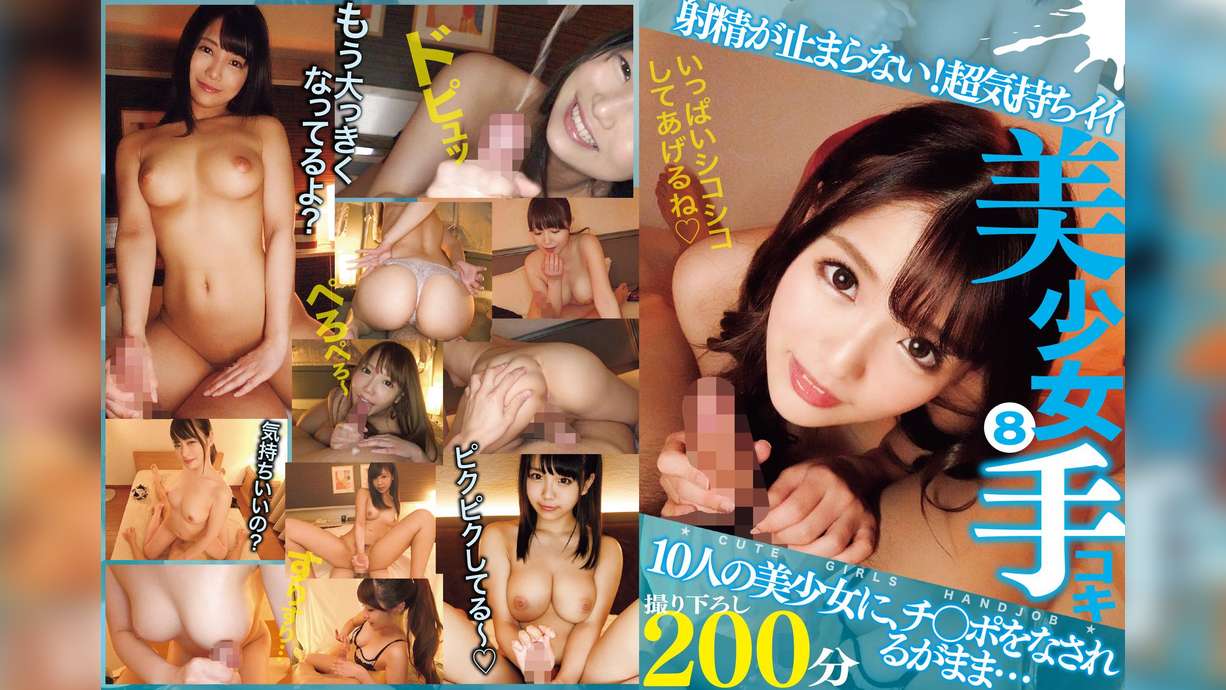 もう大っきく
なってるよ？
ドピュッ
ぺろぺろ～
気持ちいいの？
すりすり…
ピクピクしてる～♡
射精が止まらない！超気持ちイイ
いっぱいシコシコ
してあげるね♡
美少女手コキ
8
CUTE GIRLS HANDJOB
10人の美少女に、チ◯ポをなされ
るがまま…
撮り下ろし
200分